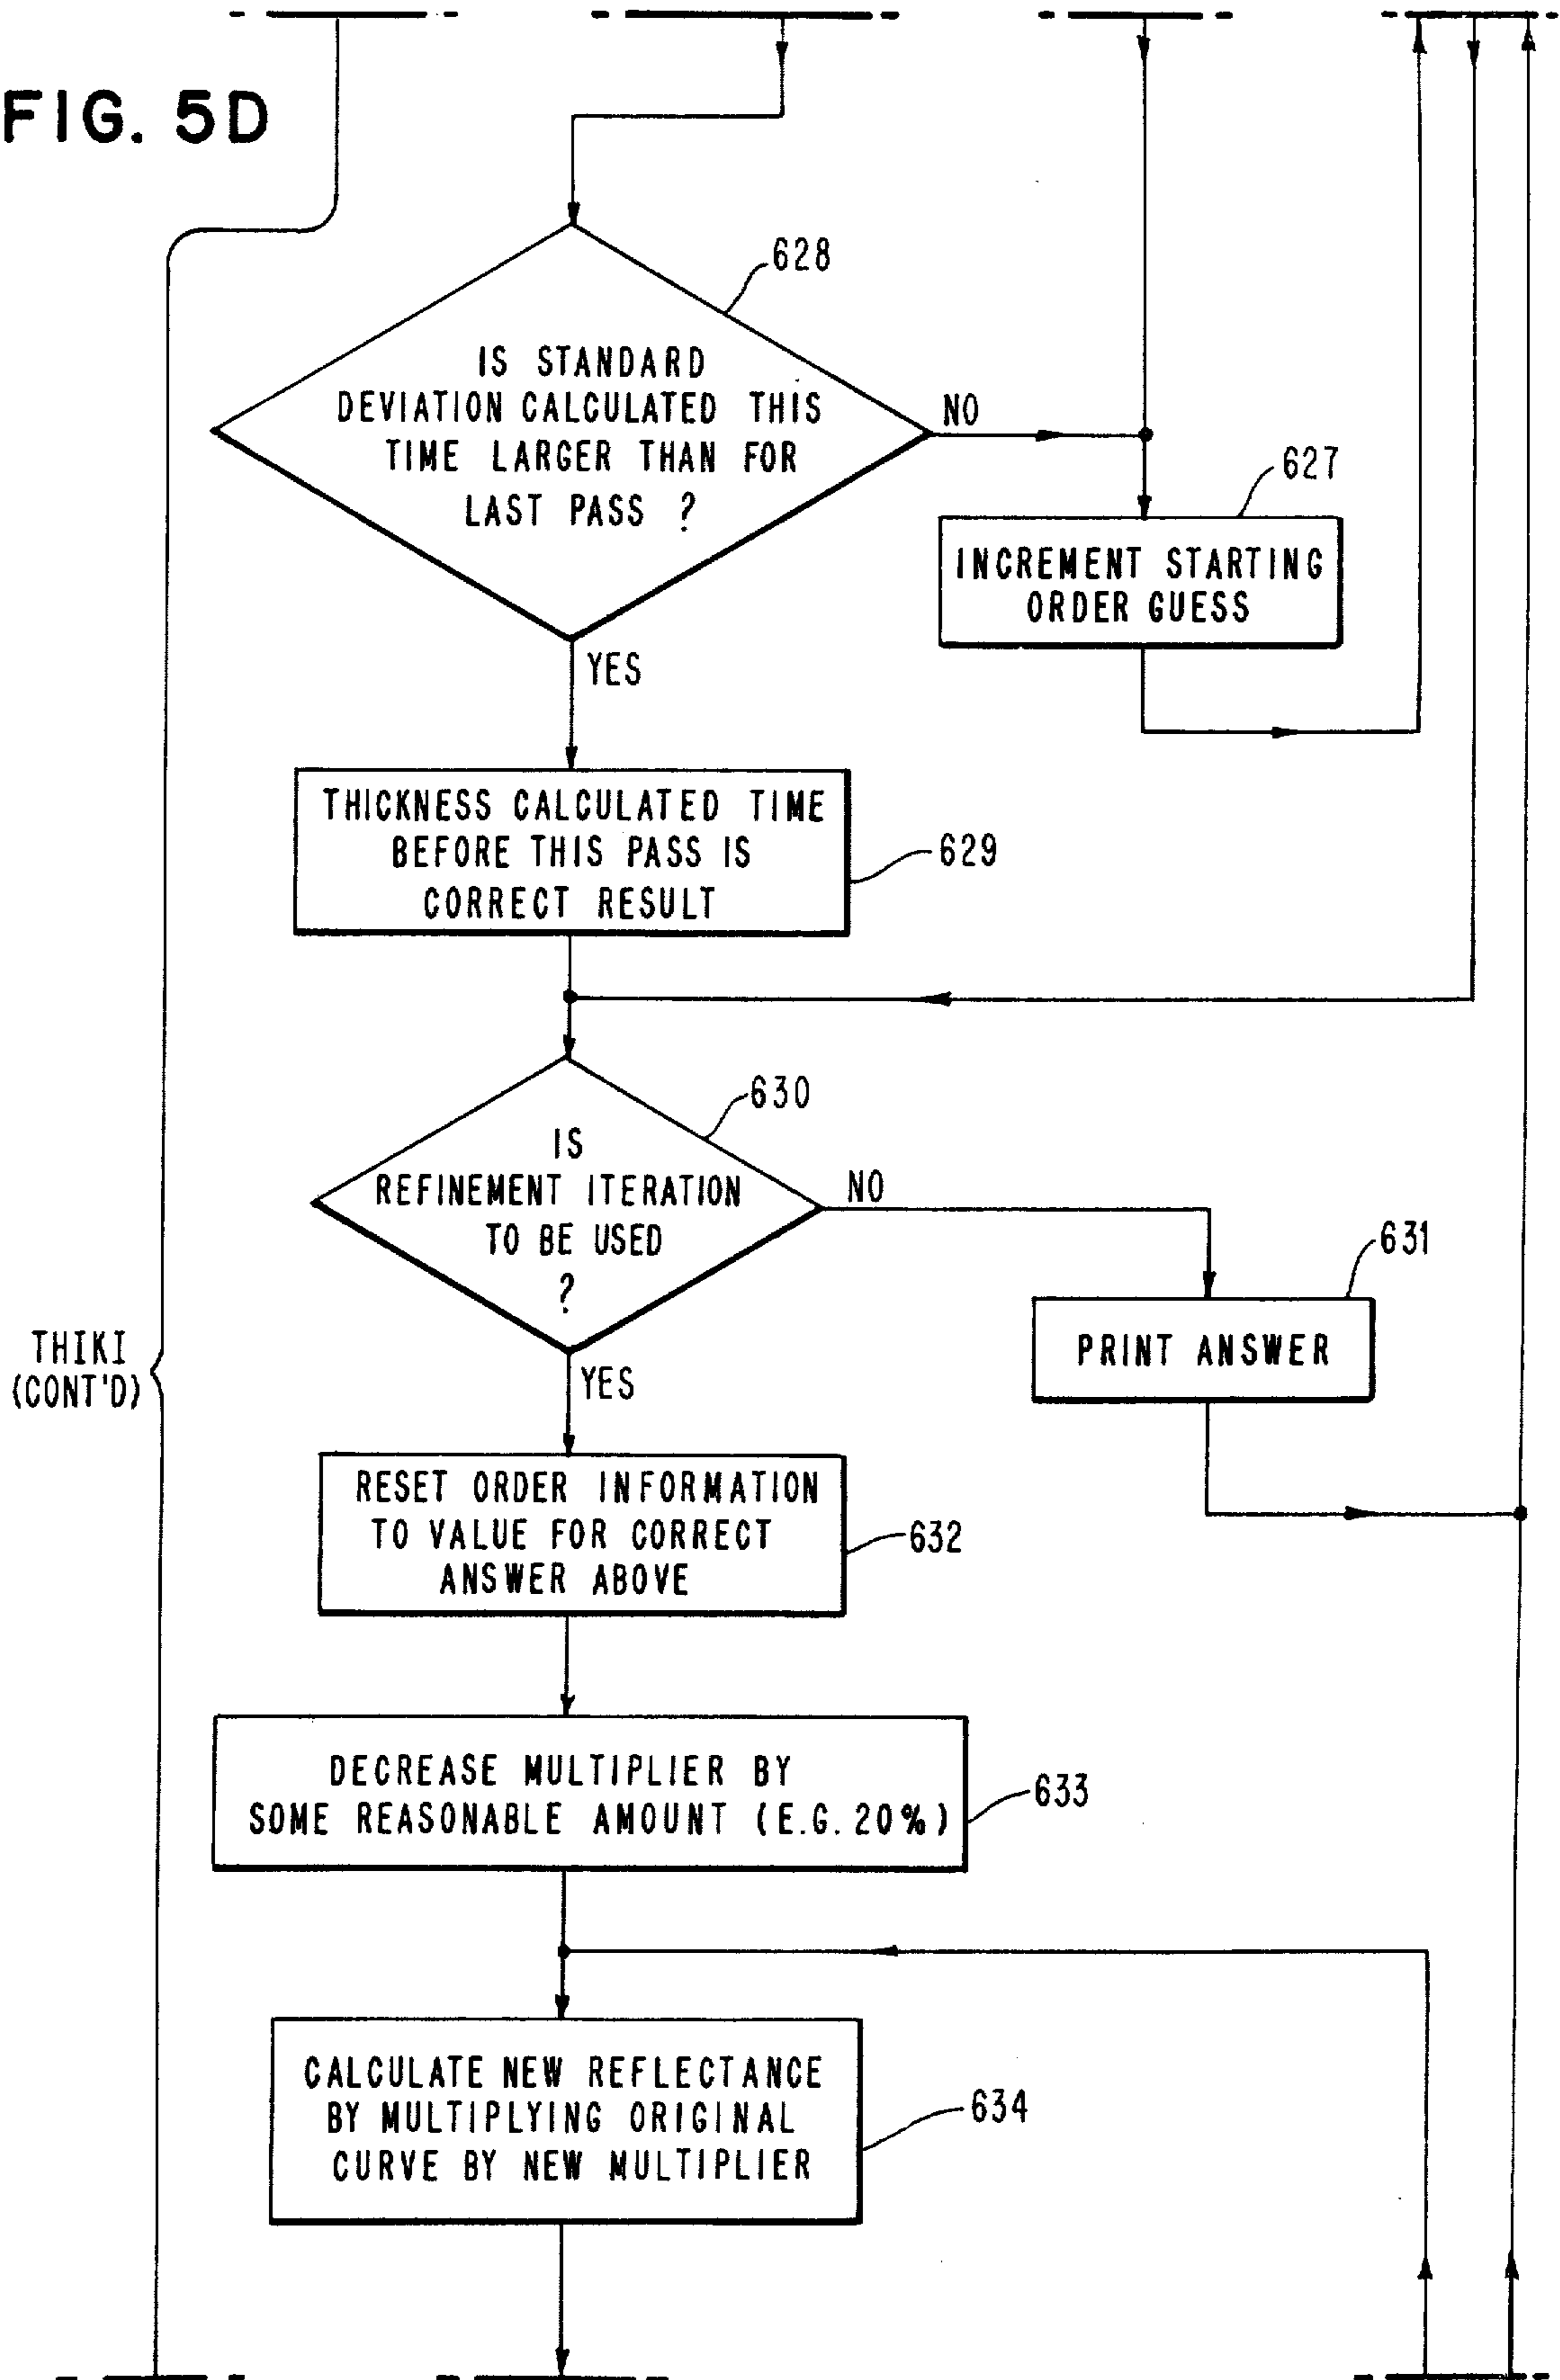 FIG. 5D
628
IS STANDARD
DEVIATION CALCULATED THIS
TIME LARGER THAN FOR
LAST PASS ?
NO
627
INCREMENT STARTING
ORDER GUESS
YES
THICKNESS CALCULATED TIME
BEFORE THIS PASS IS
CORRECT RESULT
629
630
IS
REFINEMENT ITERATION
TO BE USED
?
NO
631
PRINT ANSWER
THIKI
(CONT'D)
YES
RESET ORDER INFORMATION
TO VALUE FOR CORRECT
ANSWER ABOVE
632
DECREASE MULTIPLIER BY
SOME REASONABLE AMOUNT (E.G. 20%)
633
CALCULATE NEW REFLECTANCE
BY MULTIPLYING ORIGINAL
CURVE BY NEW MULTIPLIER
634